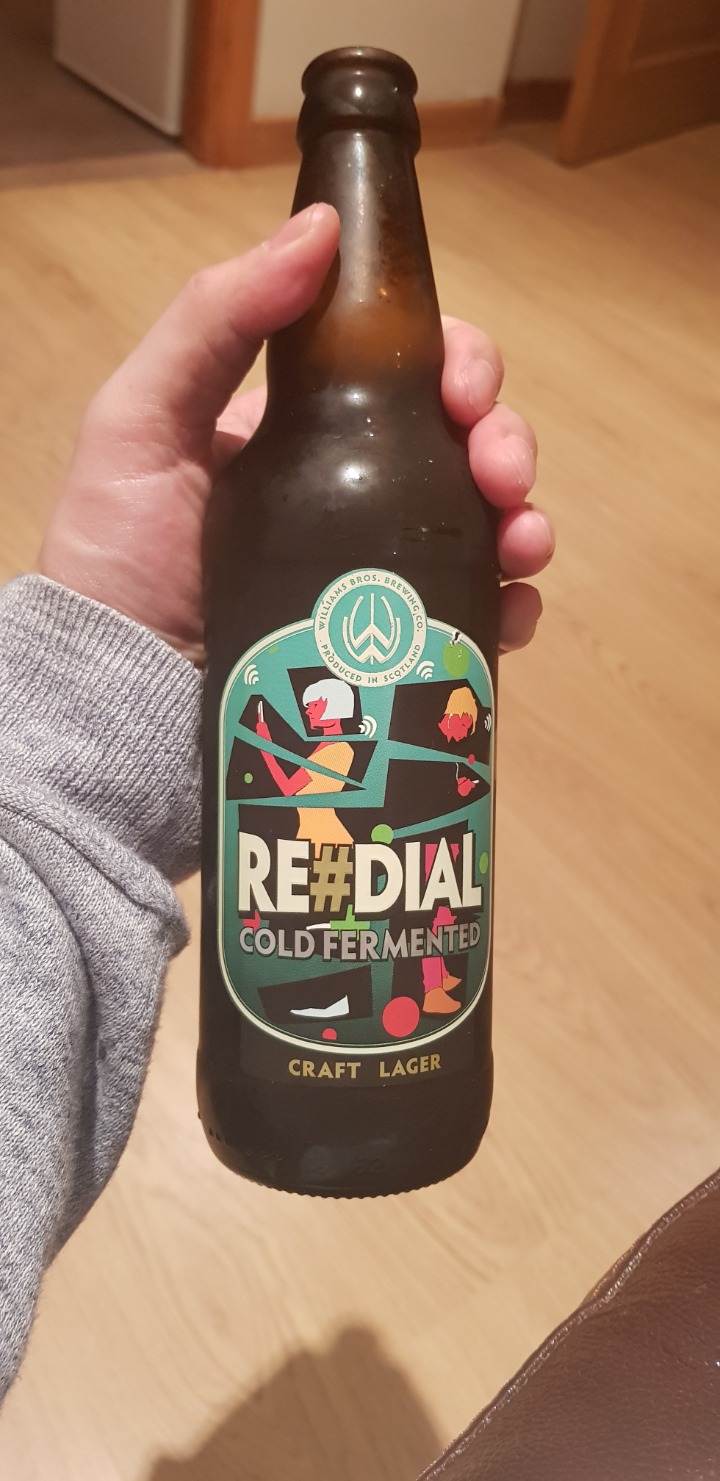 WILLIAMS BROS. BREWING CO.
PRODUCED IN SCOTLAND
RE#DIAL
COLD FERMENTED
CRAFT LAGER